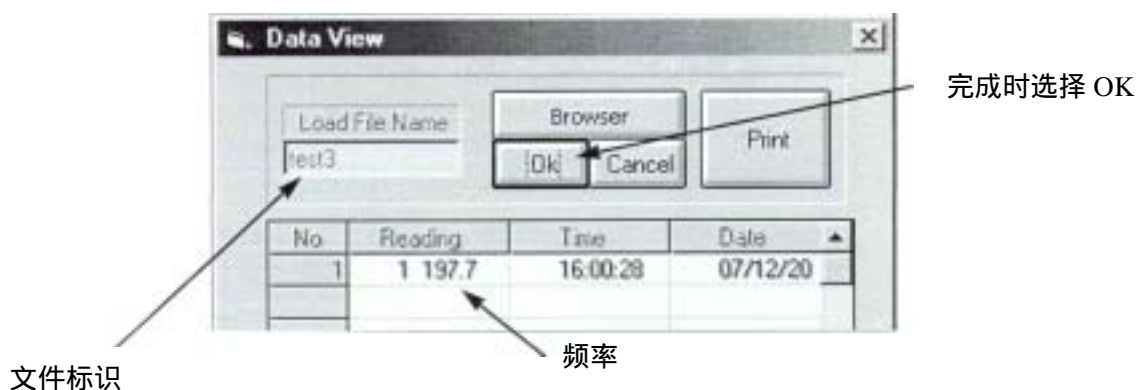 Data View
完成时选择 OK
Load File Name
Browser
Print
test3
Ok
Cancel
No.
Reading
Time
Date
1
1 197.7
16:00:28
07/12/20
频率
文件标识